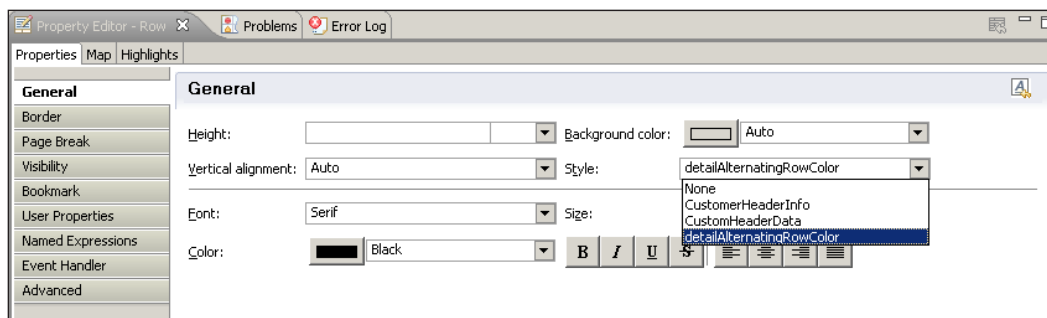 Property Editor - Row Problems Error Log
Properties Map Highlights
General
Border
Page Break
Visibility
Bookmark
User Properties
Named Expressions
Event Handler
Advanced
General
Height: Background color: Auto
Vertical alignment: Auto Style: detailAlternatingRowColor
None
CustomerHeaderInfo
CustomHeaderData
detailAlternatingRowColor
Font: Serif Size:
Color: Black B I U S